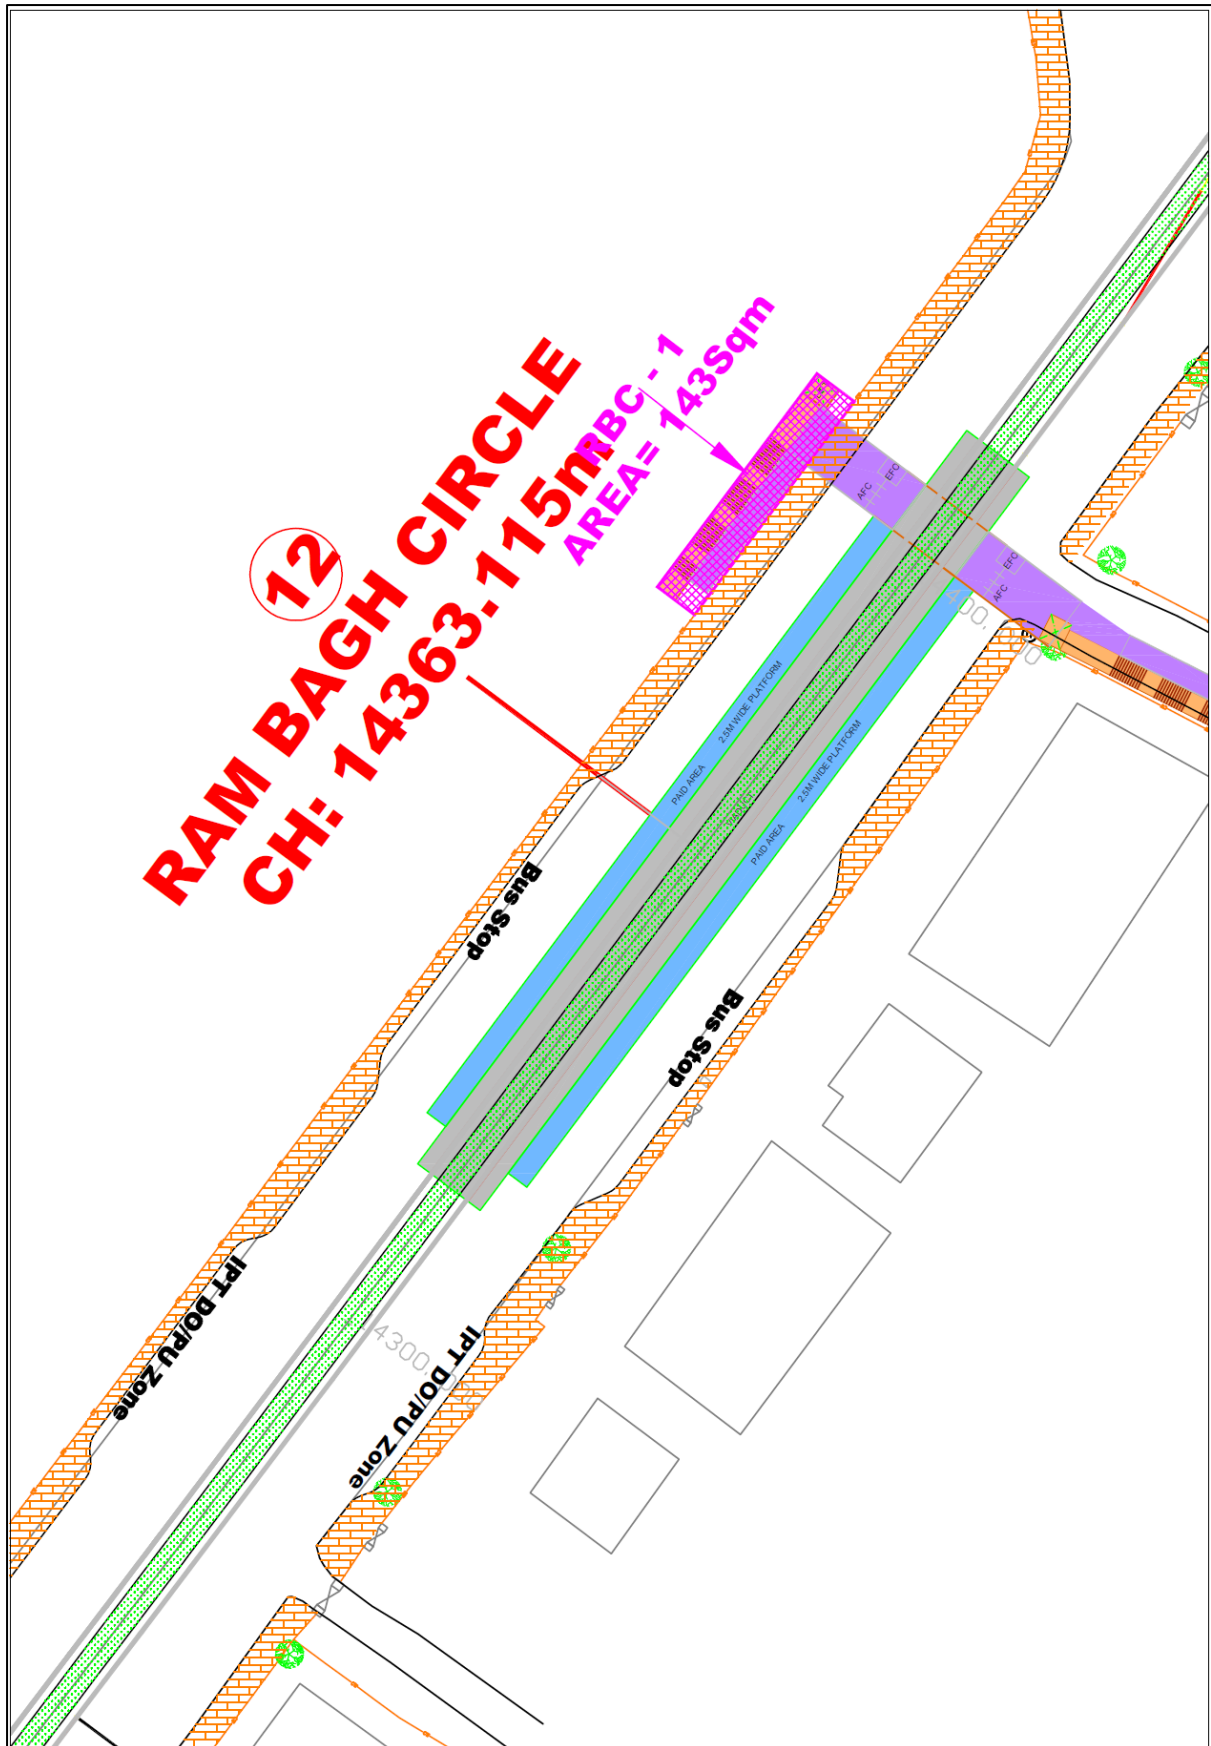 12
RAM BAGH CIRCLE
CH: 14363.115m
RBC - 1
AREA= 143Sqm
AFC
EFO
EFO
AFC
PAID AREA
2.5M WIDE PLATFORM
PAID AREA
2.5M WIDE PLATFORM
VIADUCT
Bus Stop
Bus Stop
IPT DO/PU Zone
IPT DO/PU Zone